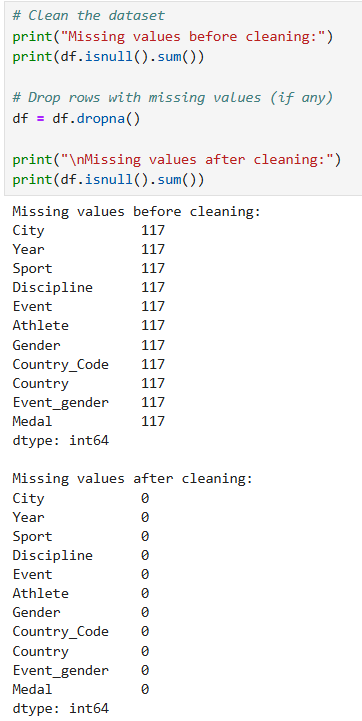 # Clean the dataset
print("Missing values before cleaning:")
print(df.isnull().sum())
# Drop rows with missing values (if any)
df = df.dropna()
print("\nMissing values after cleaning:")
print(df.isnull().sum())
Missing values before cleaning:
City 117
Year 117
Sport 117
Discipline 117
Event 117
Athlete 117
Gender 117
Country_Code 117
Country 117
Event_gender 117
Medal 117
dtype: int64
Missing values after cleaning:
City 0
Year 0
Sport 0
Discipline 0
Event 0
Athlete 0
Gender 0
Country_Code 0
Country 0
Event_gender 0
Medal 0
dtype: int64